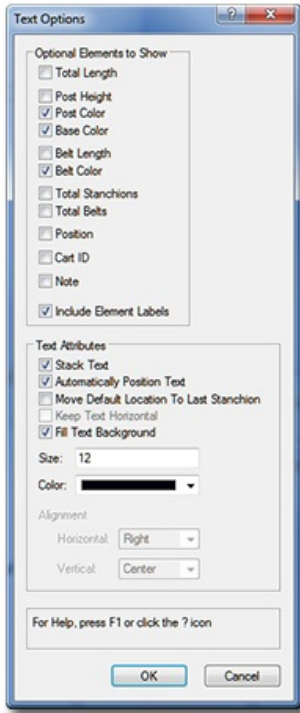 Text Options
Optional Elements to Show
Total Length
Post Height
Post Color
Base Color
Belt Length
Belt Color
Total Stanchions
Total Belts
Position
Cart ID
Note
Include Element Labels
Text Attributes
Stack Text
Automatically Position Text
Move Default Location To Last Stanchion
Keep Text Horizontal
Fill Text Background
Size: 12
Color:
Alignment
Horizontal: Right
Vertical: Center
For Help, press F1 or click the ? icon
OK Cancel